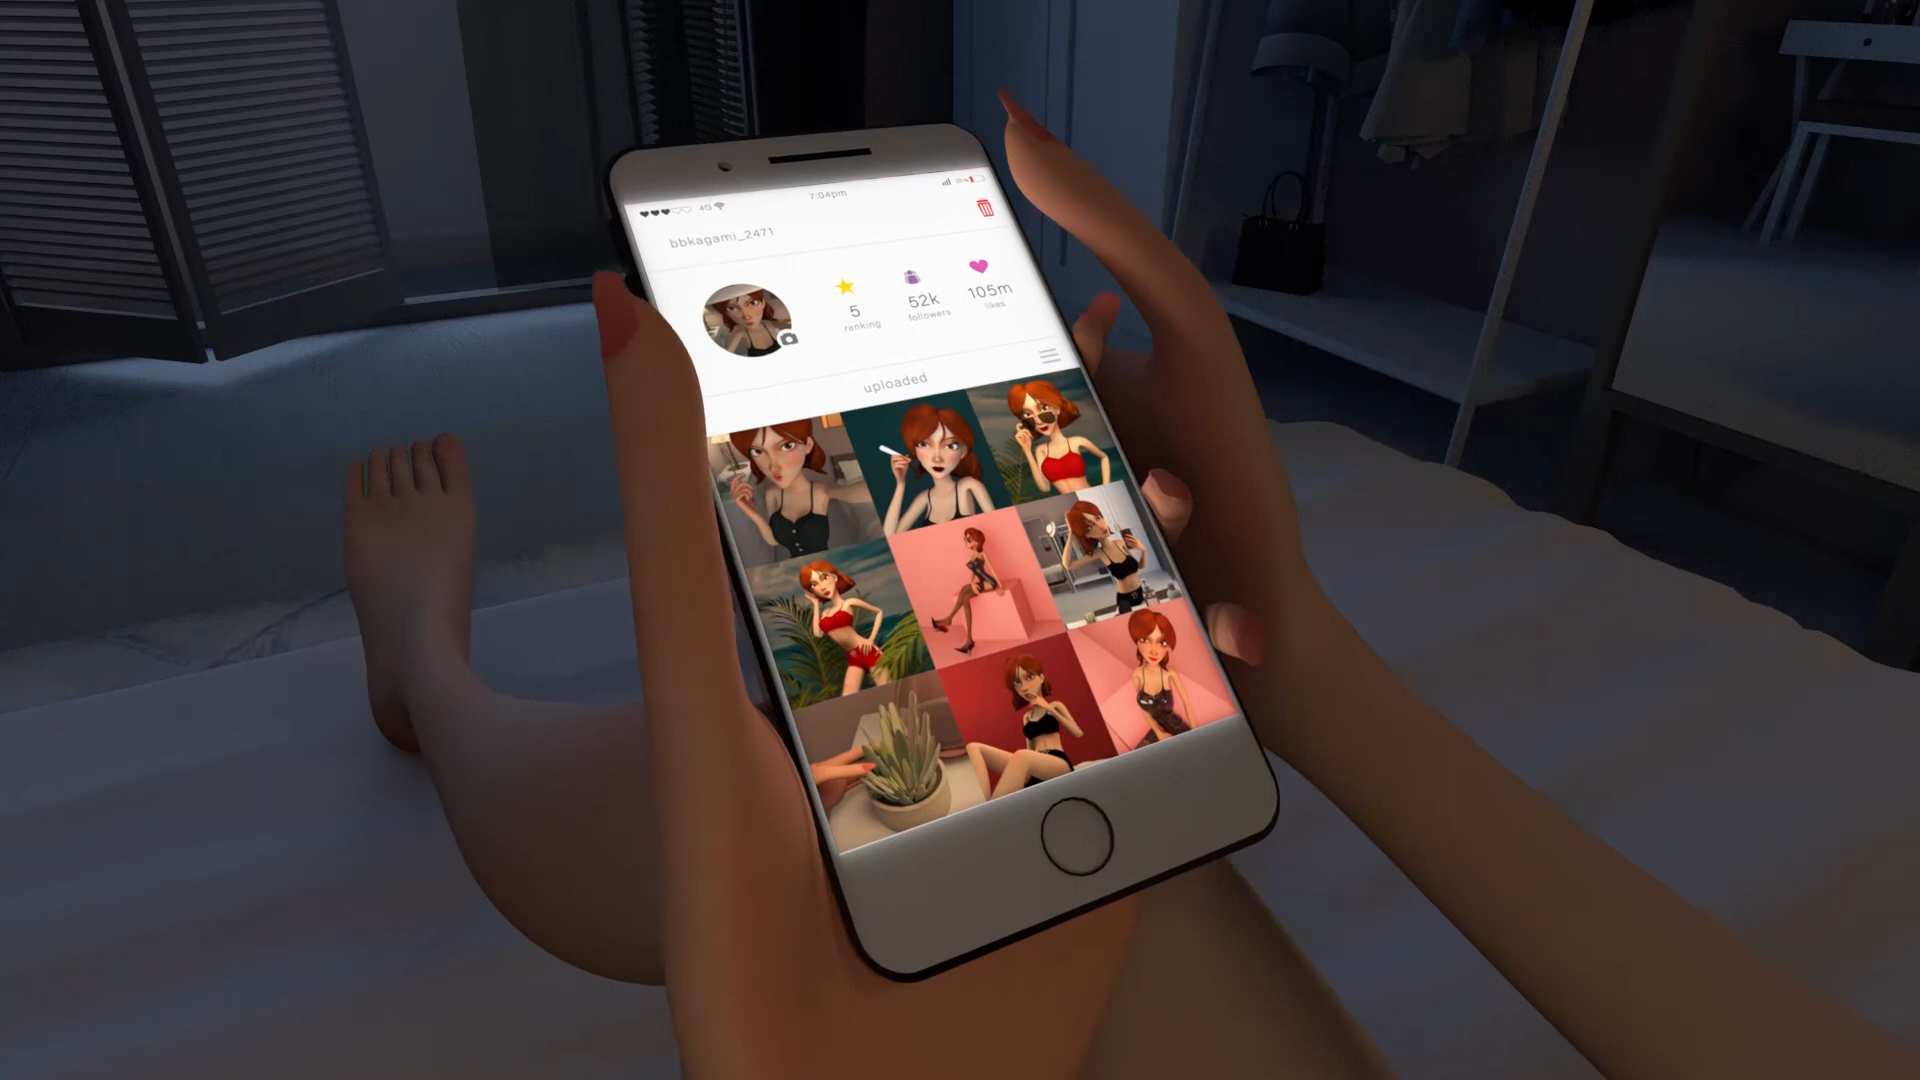 4G 7:04pm
bbkagami_2471
5 52k 105m
ranking followers likes
uploaded